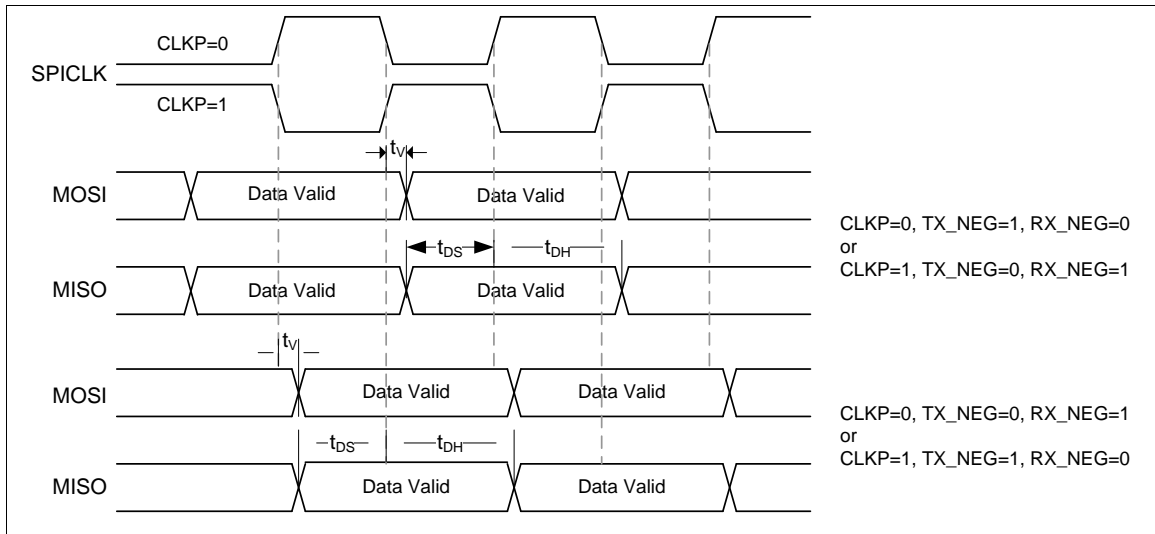 CLKP=0
SPICLK
CLKP=1
tV
MOSI
Data Valid
Data Valid
CLKP=0, TX_NEG=1, RX_NEG=0
or
CLKP=1, TX_NEG=0, RX_NEG=1
tDS
tDH
MISO
Data Valid
Data Valid
tV
MOSI
Data Valid
Data Valid
CLKP=0, TX_NEG=0, RX_NEG=1
or
CLKP=1, TX_NEG=1, RX_NEG=0
tDS
tDH
MISO
Data Valid
Data Valid